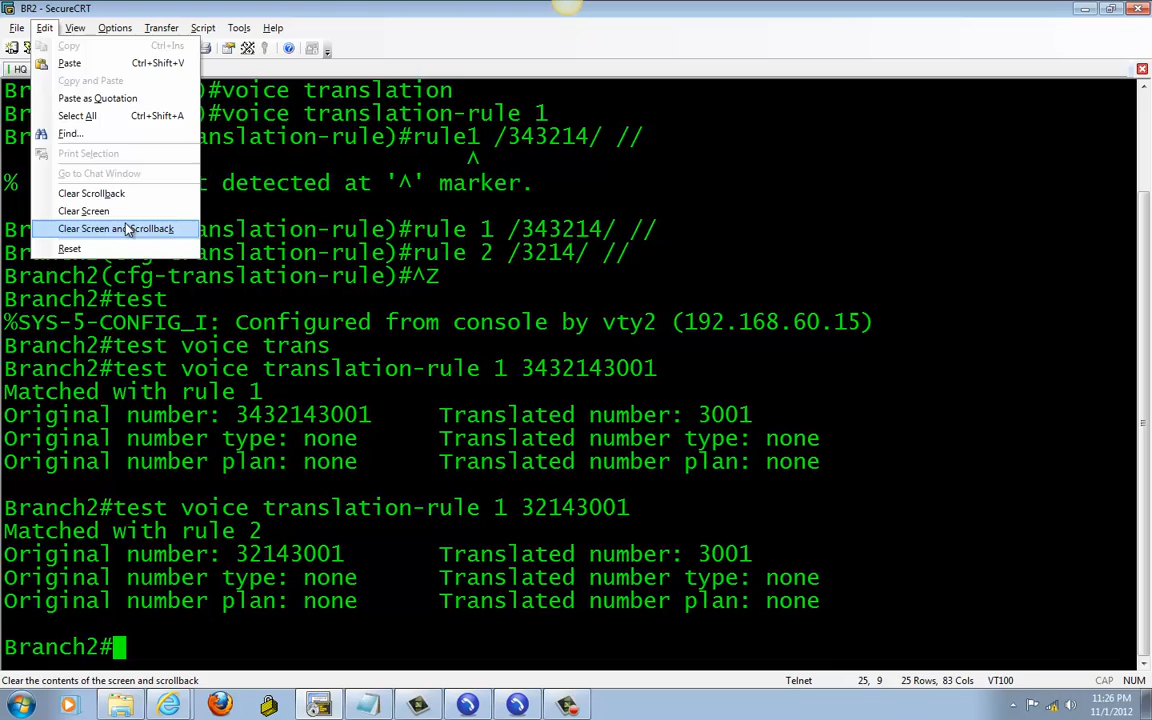 BR2 - SecureCRT
File Edit View Options Transfer Script Tools Help
HQ
Copy Ctrl+Ins
Paste Ctrl+Shift+V
Copy and Paste
Paste as Quotation
Select All Ctrl+Shift+A
Find...
Print Selection
Go to Chat Window
Clear Scrollback
Clear Screen
Clear Screen and Scrollback
Reset
Bran )#voice translation
Bran )#voice translation-rule 1
Bran translation-rule)#rule1 /343214/ //
^
% t detected at '^' marker.
Bran translation-rule)#rule 1 /343214/ //
Branch2(cfg-translation-rule)#rule 2 /3214/ //
Branch2(cfg-translation-rule)#^Z
Branch2#test
%SYS-5-CONFIG_I: Configured from console by vty2 (192.168.60.15)
Branch2#test voice trans
Branch2#test voice translation-rule 1 3432143001
Matched with rule 1
Original number: 3432143001 Translated number: 3001
Original number type: none Translated number type: none
Original number plan: none Translated number plan: none
Branch2#test voice translation-rule 1 32143001
Matched with rule 2
Original number: 32143001 Translated number: 3001
Original number type: none Translated number type: none
Original number plan: none Translated number plan: none
Branch2#
Clear the contents of the screen and scrollback Telnet 25, 9 25 Rows, 83 Cols VT100 CAP NUM
11:26 PM
11/1/2012